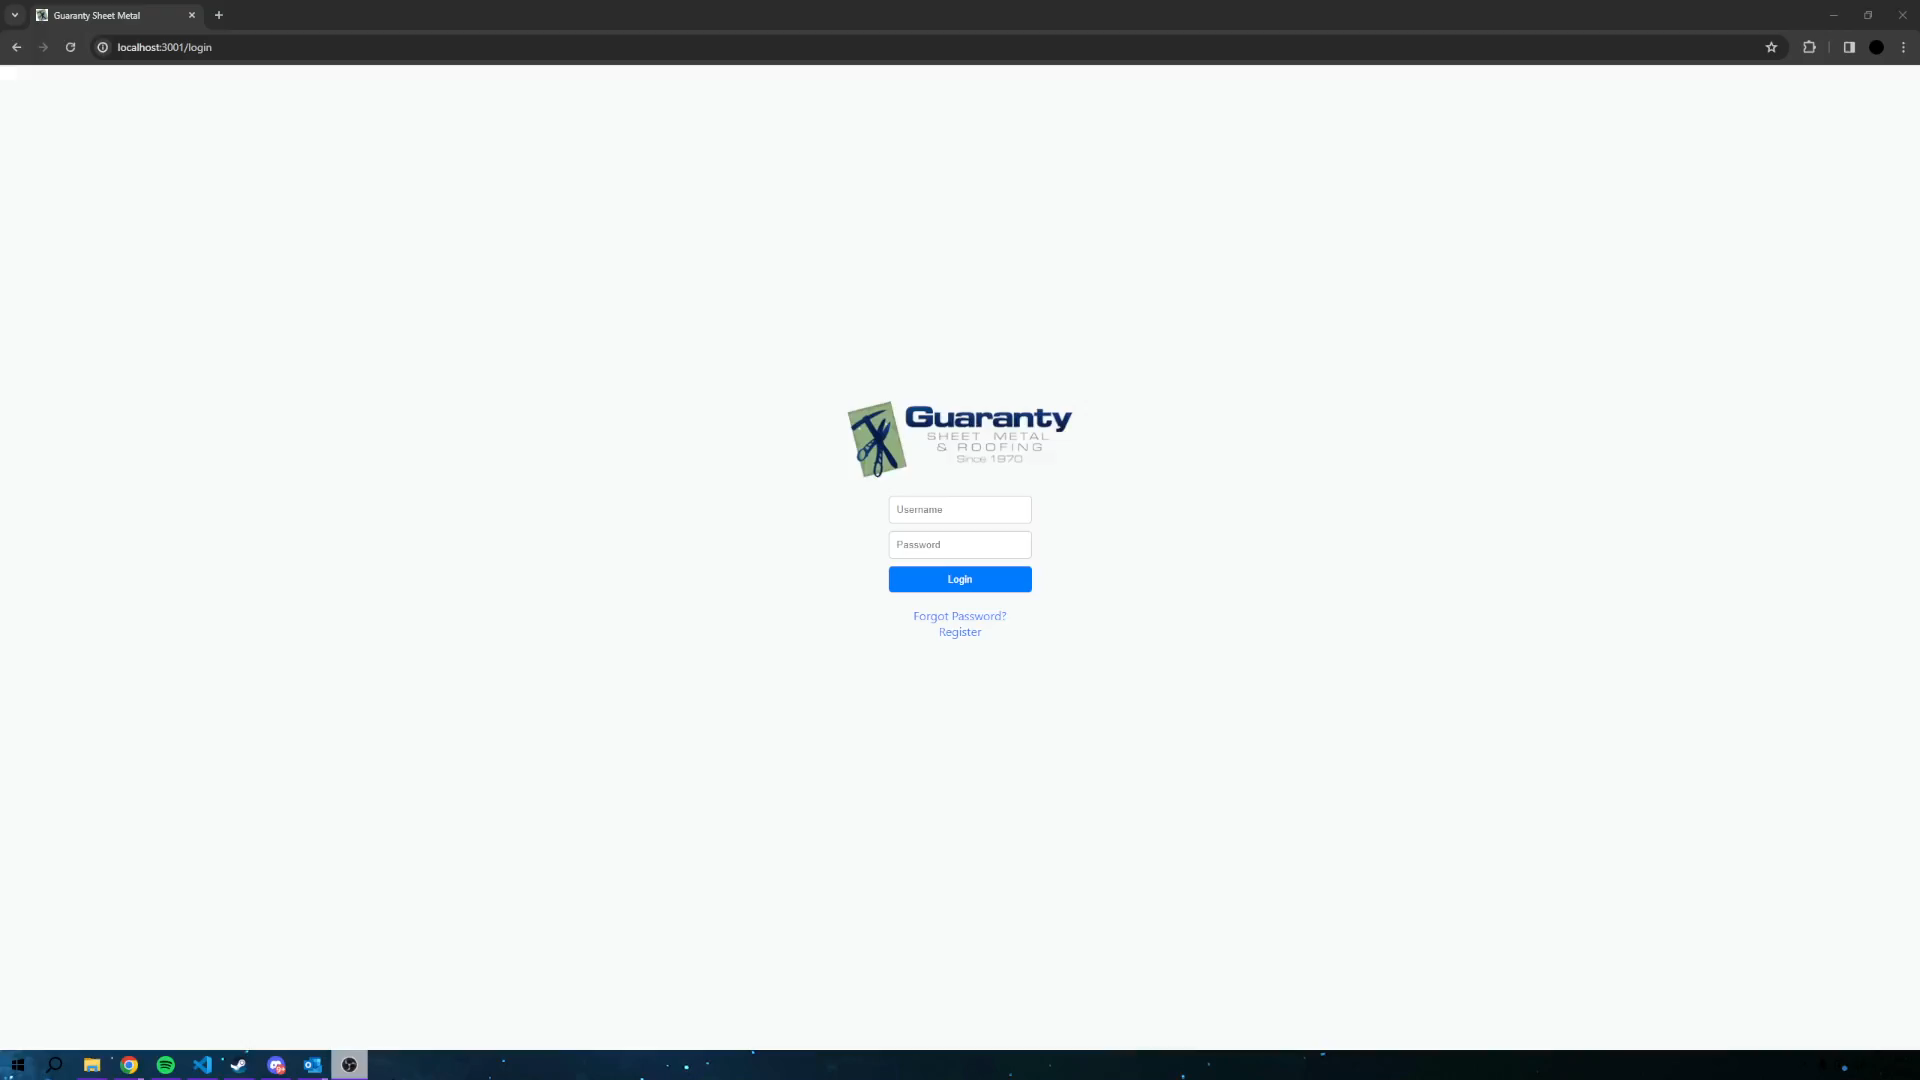 Guaranty Sheet Metal
localhost:3001/login
Guaranty
SHEET METAL
& ROOFING
Since 1970
Username
Password
Login
Forgot Password?
Register